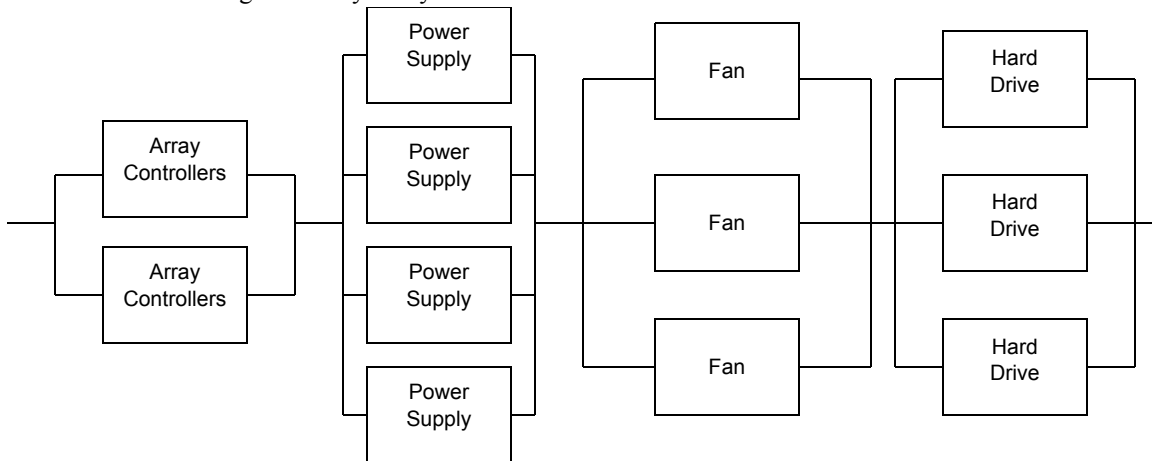 Power
Supply
Power
Supply
Power
Supply
Power
Supply
Array
Controllers
Array
Controllers
Fan
Fan
Fan
Hard
Drive
Hard
Drive
Hard
Drive